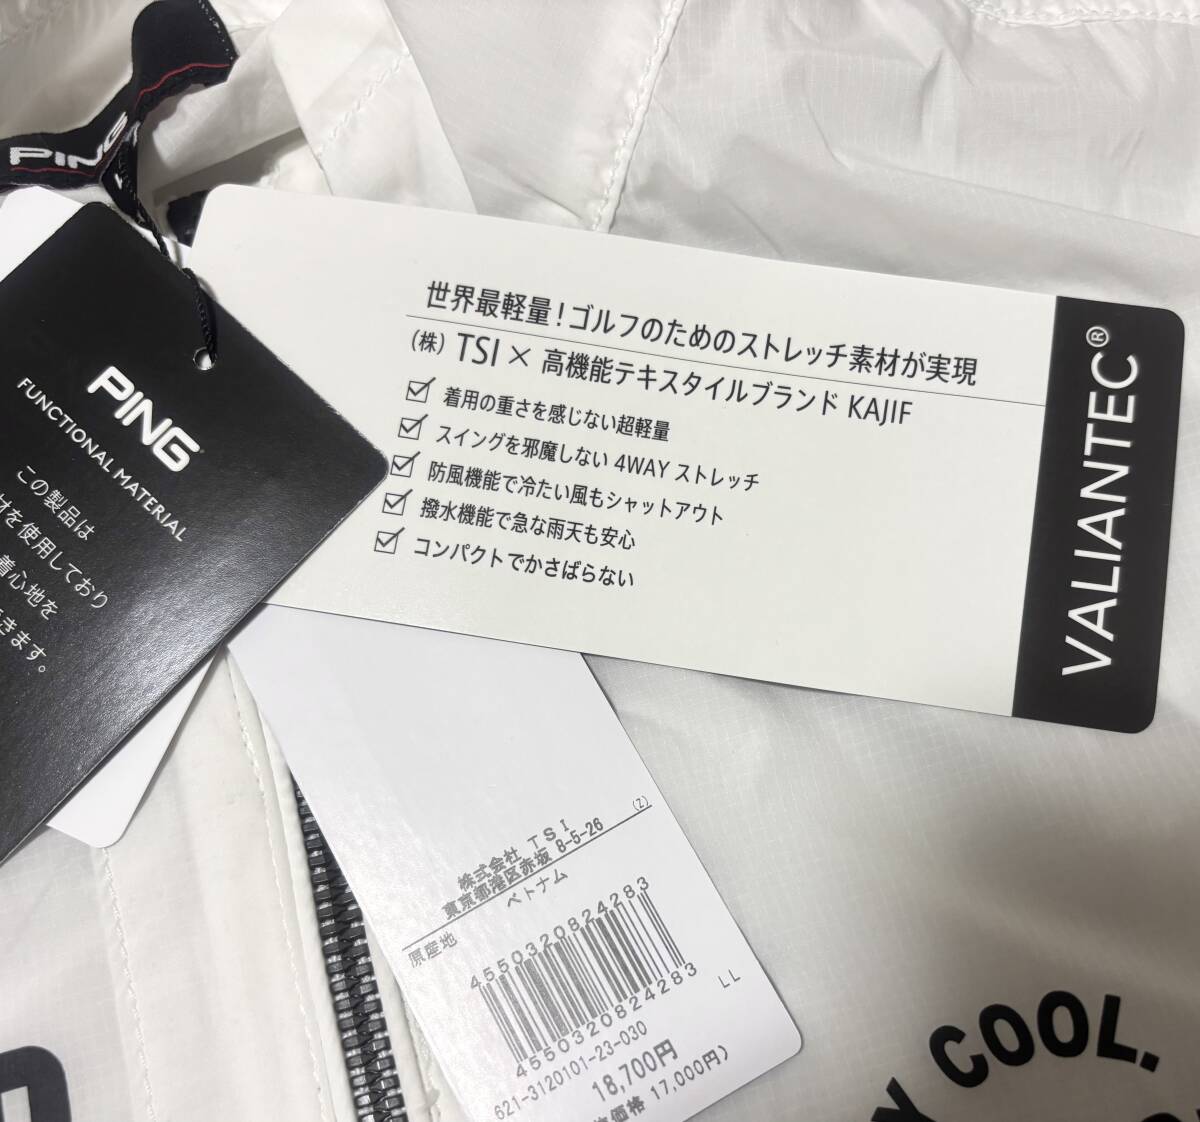 PING
PING
FUNCTIONAL MATERIAL
この製品は
を使用しており
着心地を
きます。
世界最軽量！ゴルフのためのストレッチ素材が実現
(株) TSI × 高機能テキスタイルブランド KAJIF
着用の重さを感じない超軽量
スイングを邪魔しない 4WAY ストレッチ
防風機能で冷たい風もシャットアウト
撥水機能で急な雨天も安心
コンパクトでかさばらない
VALIANTEC®
(Z)
株式会社 TSI
東京都港区赤坂 8-5-26
ベトナム
原産地
4550320824283
4550320824283
LL
621-3120101-23-030
18,700円
価格 17,000円)
COOL.